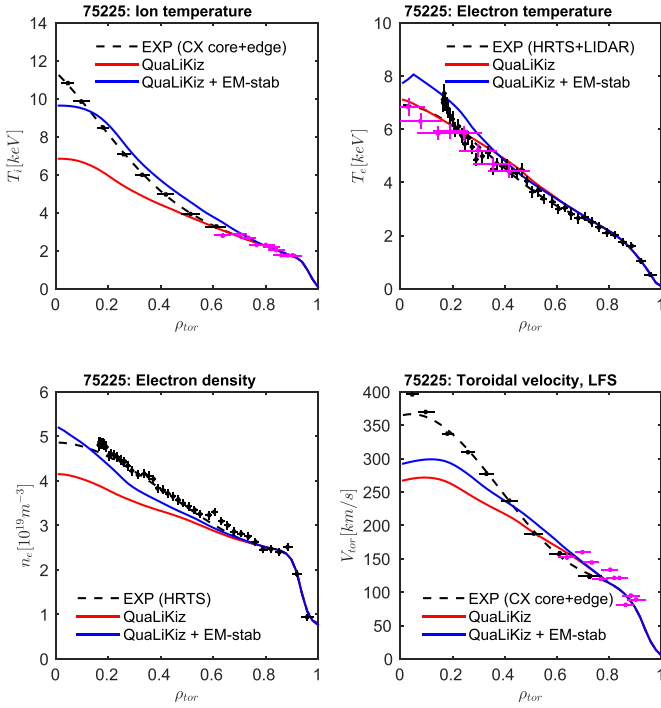 75225: Ion temperature
14
12
10
8
6
4
2
0
T_i[keV]
EXP (CX core+edge)
QuaLiKiz
QuaLiKiz + EM-stab
0 0.2 0.4 0.6 0.8 1
ρ_tor
75225: Electron temperature
10
8
6
4
2
0
T_e[keV]
EXP (HRTS+LIDAR)
QuaLiKiz
QuaLiKiz + EM-stab
0 0.2 0.4 0.6 0.8 1
ρ_tor
75225: Electron density
6
5
4
3
2
1
0
n_e[10^19 m^−3]
EXP (HRTS)
QuaLiKiz
QuaLiKiz + EM-stab
0 0.2 0.4 0.6 0.8 1
ρ_tor
75225: Toroidal velocity, LFS
400
350
300
250
200
150
100
50
0
V_tor[km/s]
EXP (CX core+edge)
QuaLiKiz
QuaLiKiz + EM-stab
0 0.2 0.4 0.6 0.8 1
ρ_tor